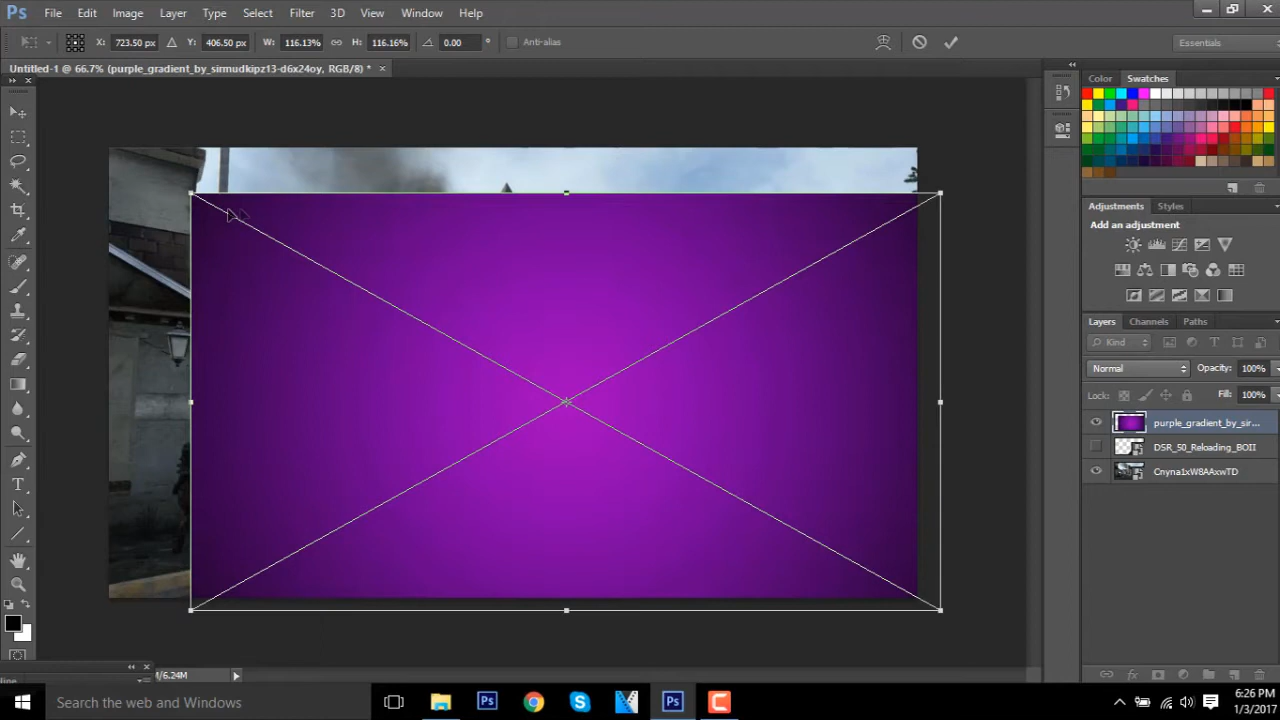 Ps File Edit Image Layer Type Select Filter 3D View Window Help
X: 723.50 px Y: 406.50 px W: 116.13% H: 116.16% 0.00 ° Anti-alias Essentials
Untitled-1 @ 66.7% (purple_gradient_by_sirmudkipz13-d6x24oy, RGB/8) *
Color Swatches
Adjustments Styles
Add an adjustment
Layers Channels Paths
Kind
Normal Opacity: 100%
Lock: Fill: 100%
purple_gradient_by_sir...
DSR_50_Reloading_BOII
Cnyna1xW8AAxwTD
/6.24M
Search the web and Windows
6:26 PM
1/3/2017